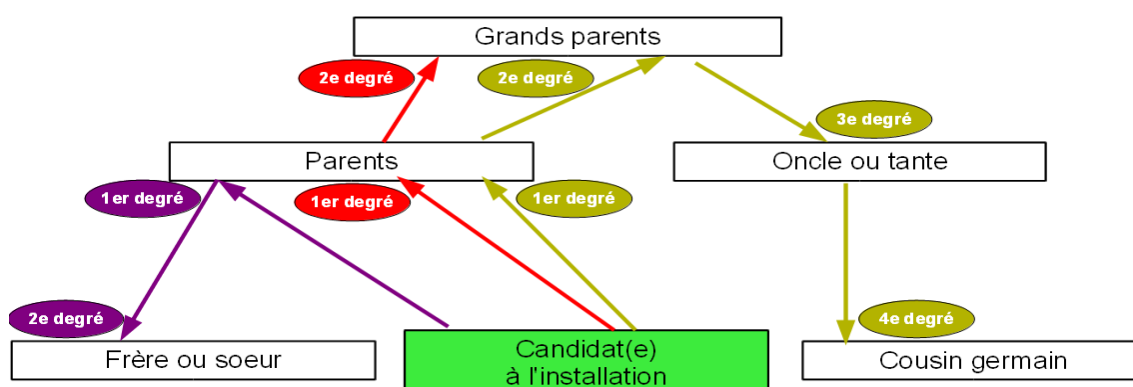 Grands parents
2e degré
2e degré
3e degré
Parents
Oncle ou tante
1er degré
1er degré
1er degré
2e degré
4e degré
Frère ou soeur
Candidat(e)
à l'installation
Cousin germain